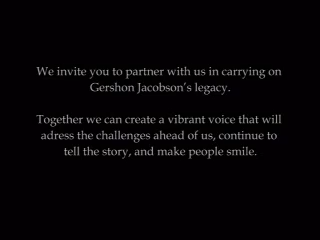 We invite you to partner with us in carrying on
Gershon Jacobson's legacy.
Together we can create a vibrant voice that will
adress the challenges ahead of us, continue to
tell the story, and make people smile.